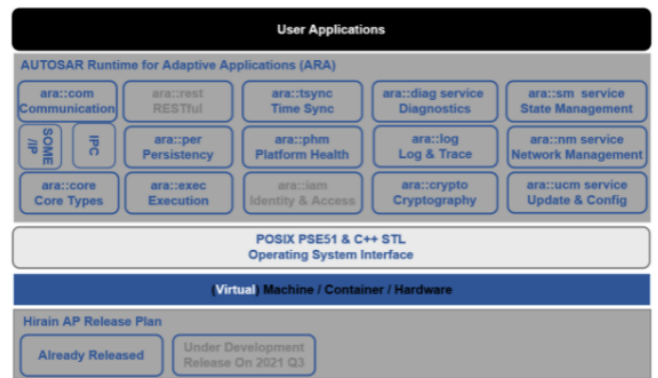 User Applications
AUTOSAR Runtime for Adaptive Applications (ARA)
ara::com
Communication
ara::rest
RESTful
ara::tsync
Time Sync
ara::diag service
Diagnostics
ara::sm service
State Management
SOME
/IP
IPC
ara::per
Persistency
ara::phm
Platform Health
ara::log
Log & Trace
ara::nm service
Network Management
ara::core
Core Types
ara::exec
Execution
ara::iam
Identity & Access
ara::crypto
Cryptography
ara::ucm service
Update & Config
POSIX PSE51 & C++ STL
Operating System Interface
(Virtual) Machine / Container / Hardware
Hirain AP Release Plan
Already Released
Under Development
Release On 2021 Q3